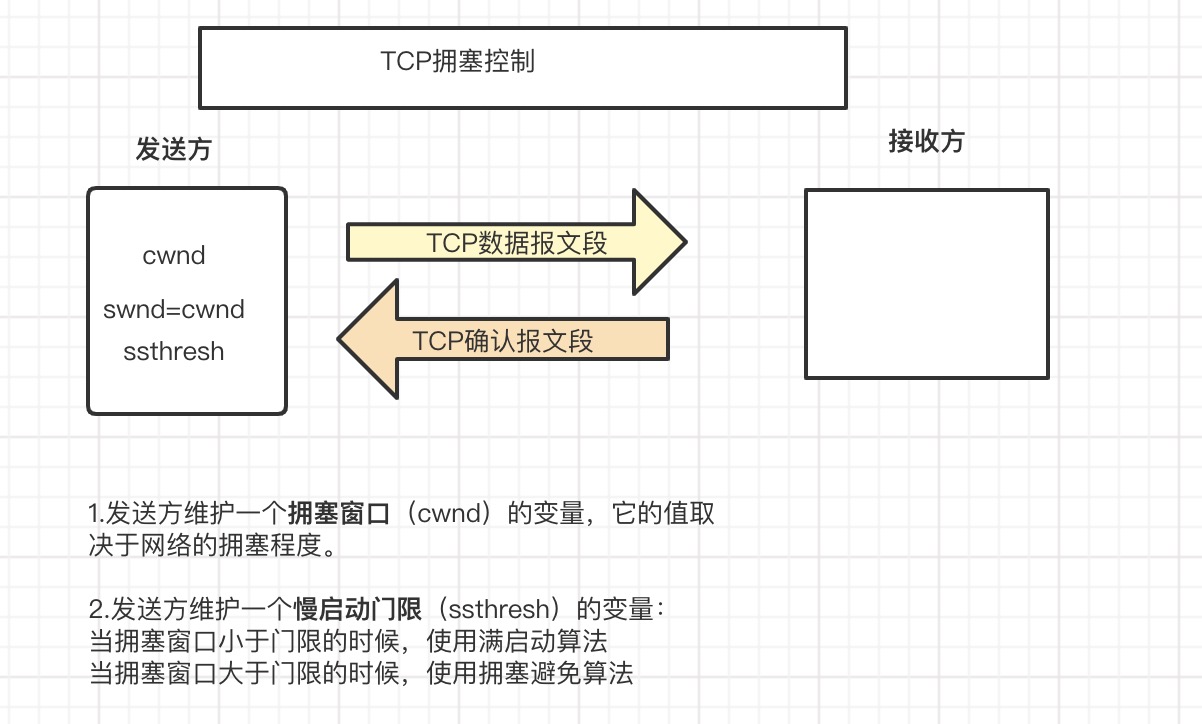 TCP拥塞控制
发送方
接收方
cwnd
swnd=cwnd
ssthresh
TCP数据报文段
TCP确认报文段
1.发送方维护一个拥塞窗口（cwnd）的变量，它的值取
决于网络的拥塞程度。
2.发送方维护一个慢启动门限（ssthresh）的变量：
当拥塞窗口小于门限的时候，使用满启动算法
当拥塞窗口大于门限的时候，使用拥塞避免算法